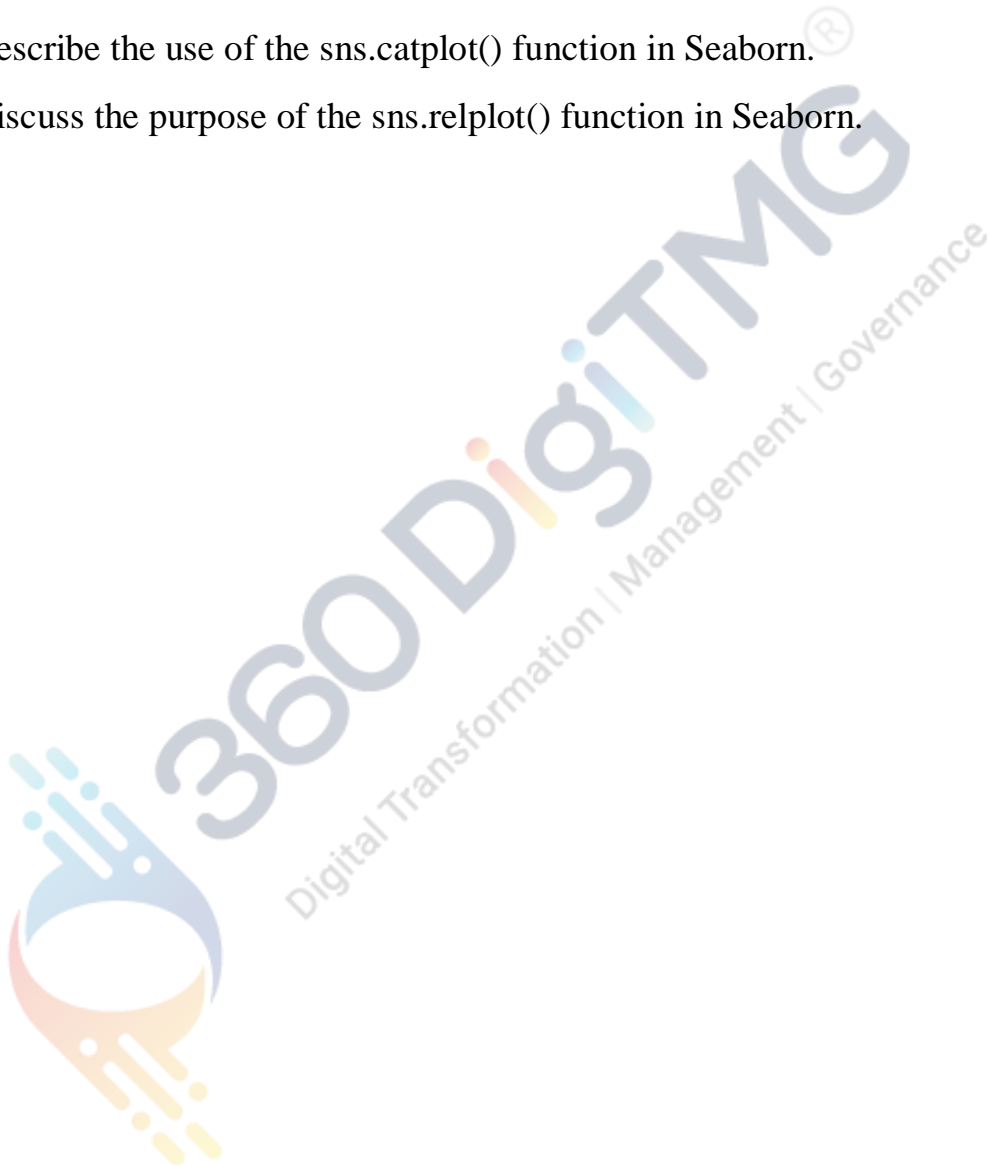 escribe the use of the sns.catplot() function in Seaborn.
iscuss the purpose of the sns.relplot() function in Seaborn.
®
360DigiTMG
Digital Transformation | Management | Governance